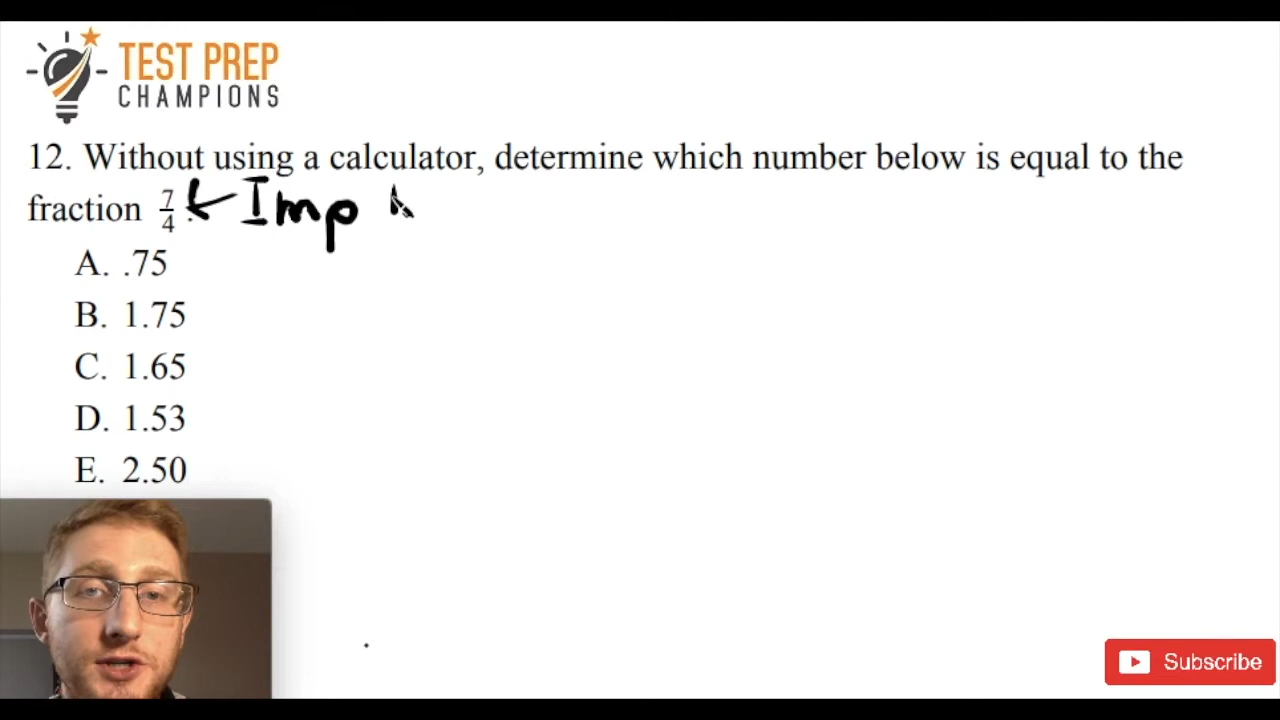 TEST PREP
CHAMPIONS
12. Without using a calculator, determine which number below is equal to the
fraction 7/4. Imp
A. .75
B. 1.75
C. 1.65
D. 1.53
E. 2.50
Subscribe